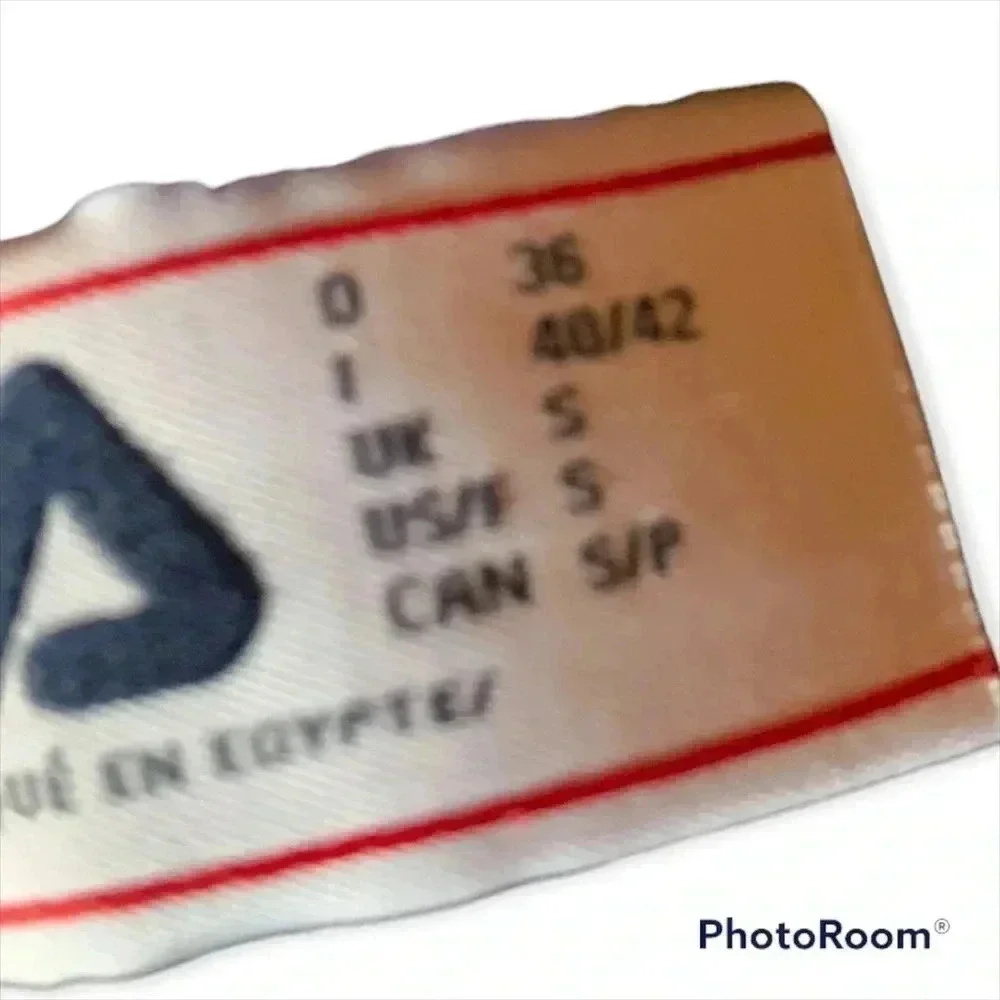 D 36
I 40/42
UK S
US/F S
CAN S/P
UÉ EN EGYPTE/
PhotoRoom®